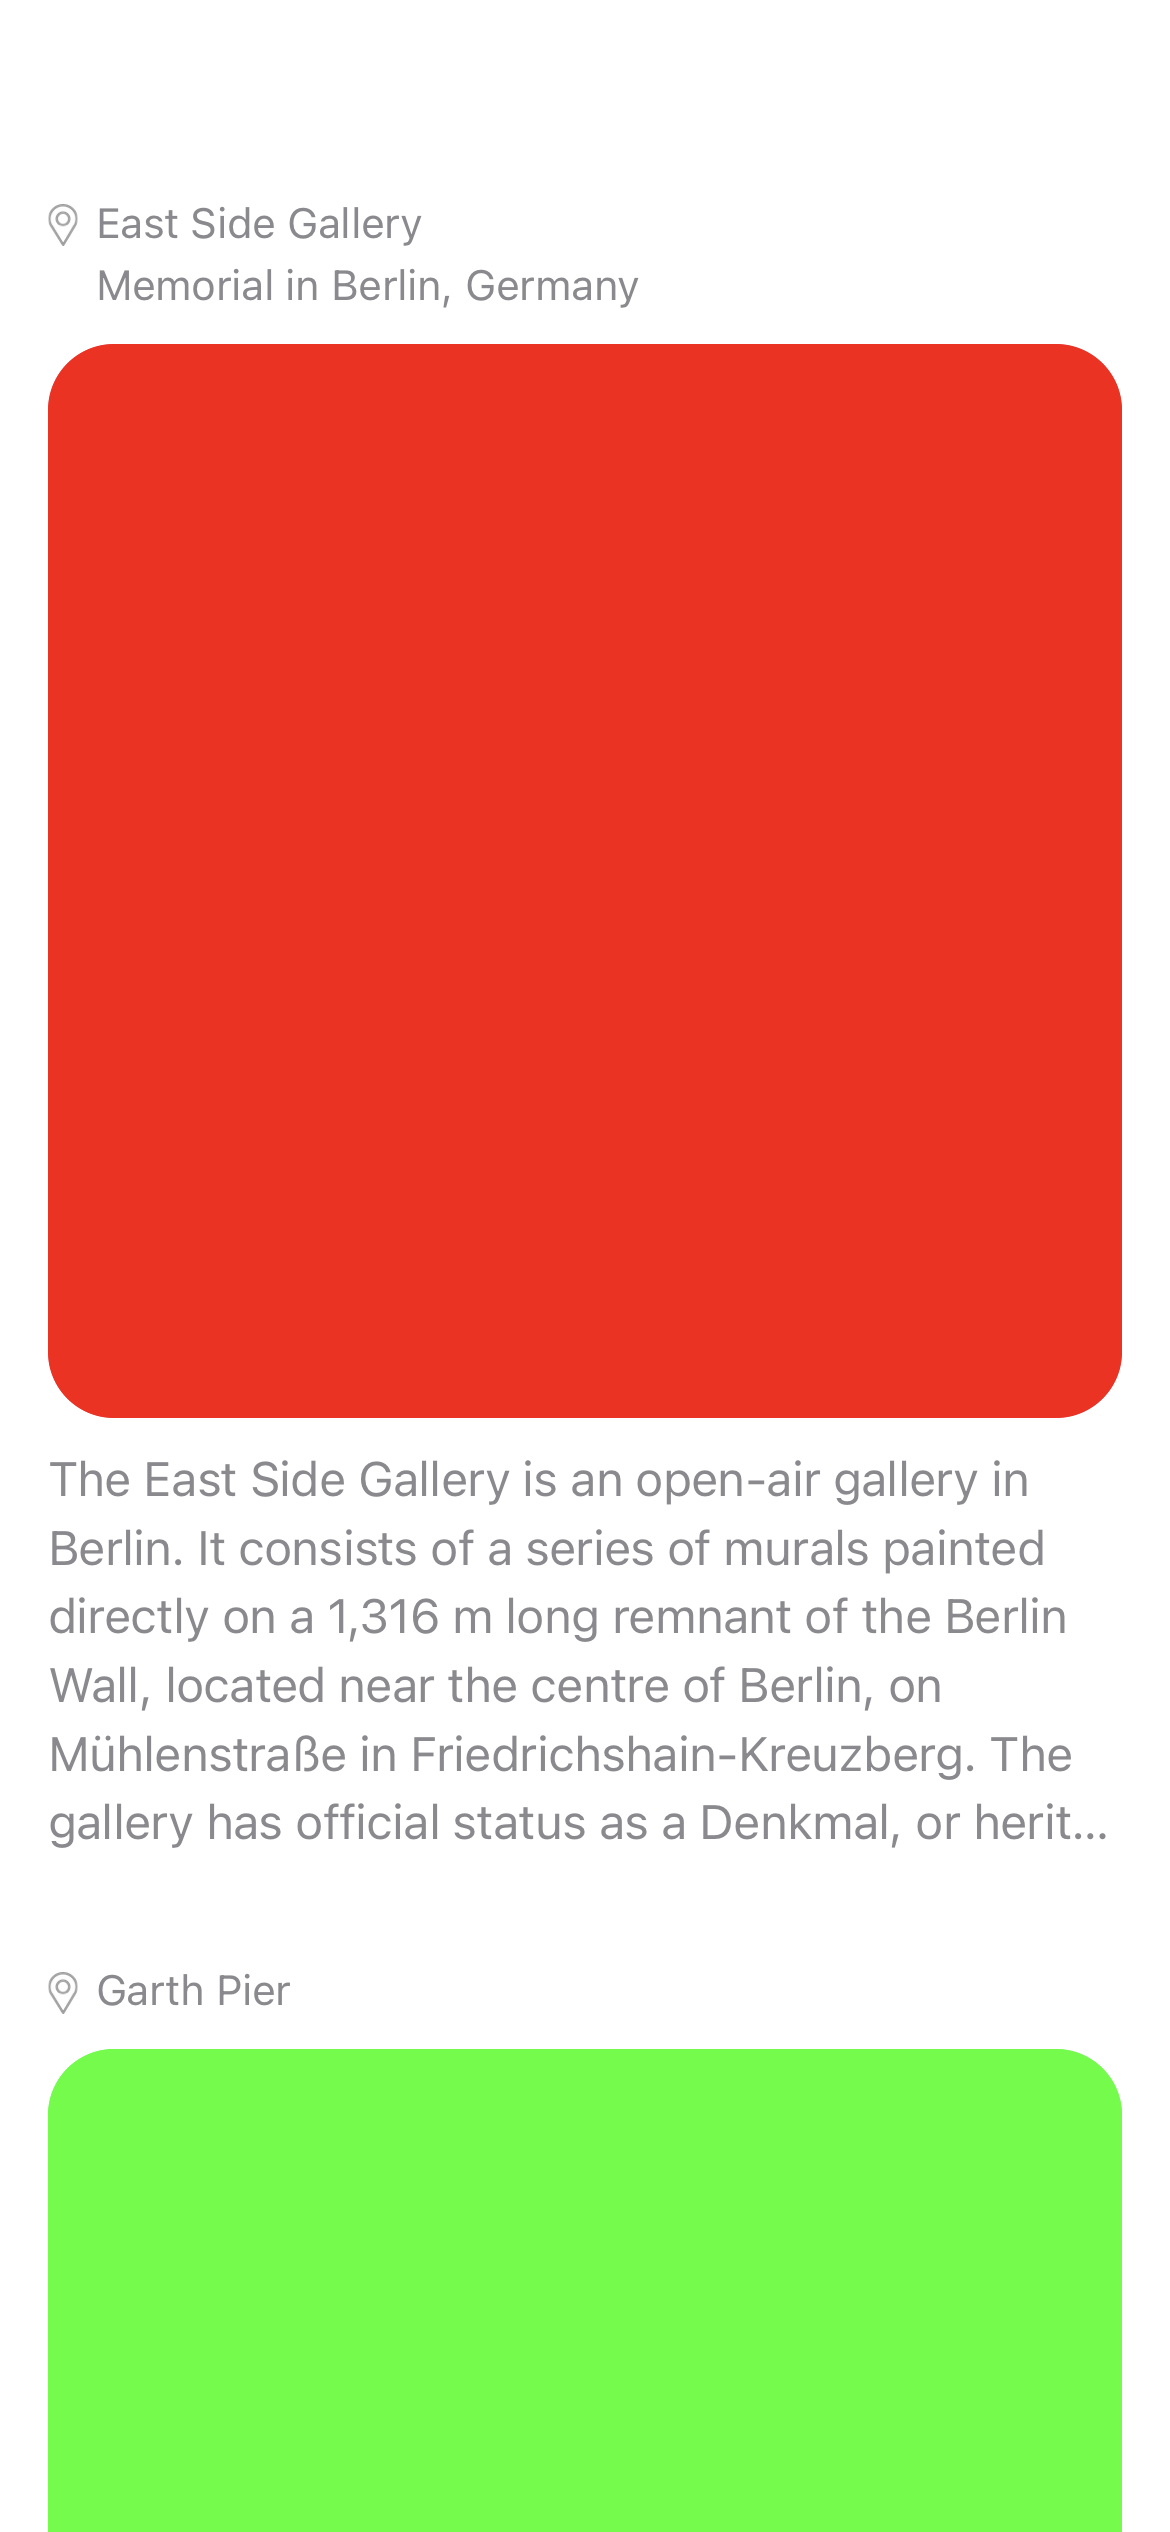 East Side Gallery
Memorial in Berlin, Germany
The East Side Gallery is an open-air gallery in
Berlin. It consists of a series of murals painted
directly on a 1,316 m long remnant of the Berlin
Wall, located near the centre of Berlin, on
Mühlenstraße in Friedrichshain-Kreuzberg. The
gallery has official status as a Denkmal, or herit...
Garth Pier